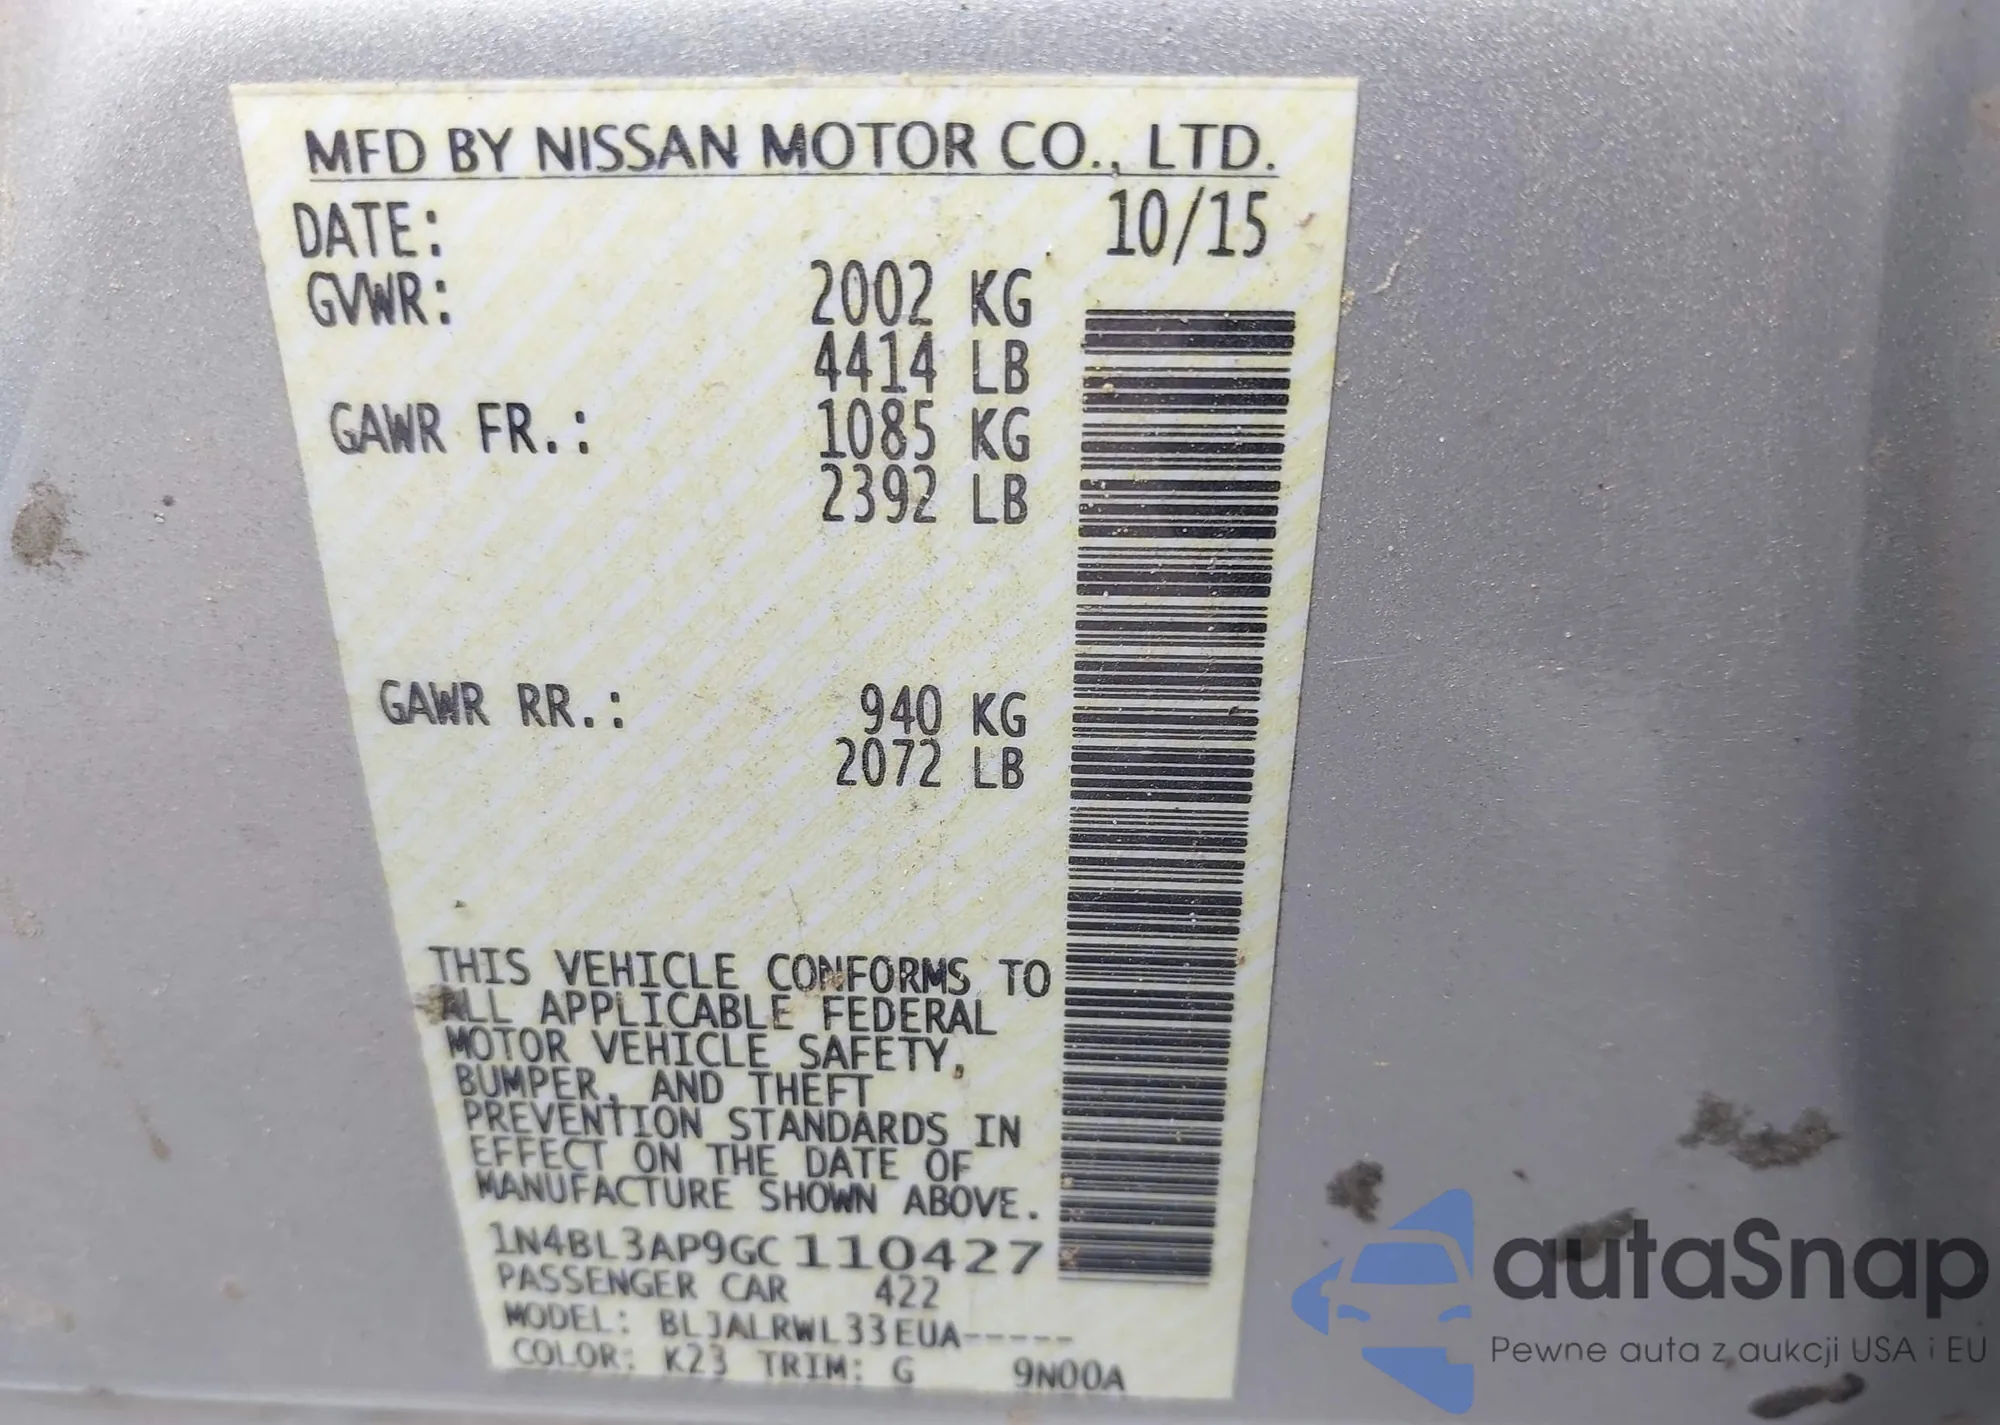 MFD BY NISSAN MOTOR CO., LTD.
DATE: 10/15
GVWR: 2002 KG
4414 LB
GAWR FR.: 1085 KG
2392 LB
GAWR RR.: 940 KG
2072 LB
THIS VEHICLE CONFORMS TO
ALL APPLICABLE FEDERAL
MOTOR VEHICLE SAFETY,
BUMPER, AND THEFT
PREVENTION STANDARDS IN
EFFECT ON THE DATE OF
MANUFACTURE SHOWN ABOVE.
1N4BL3AP9GC110427
PASSENGER CAR 422
MODEL: BLJALRWL33EUA-----
COLOR: K23 TRIM: G 9N00A
autaSnap
Pewne auta z aukcji USA i EU